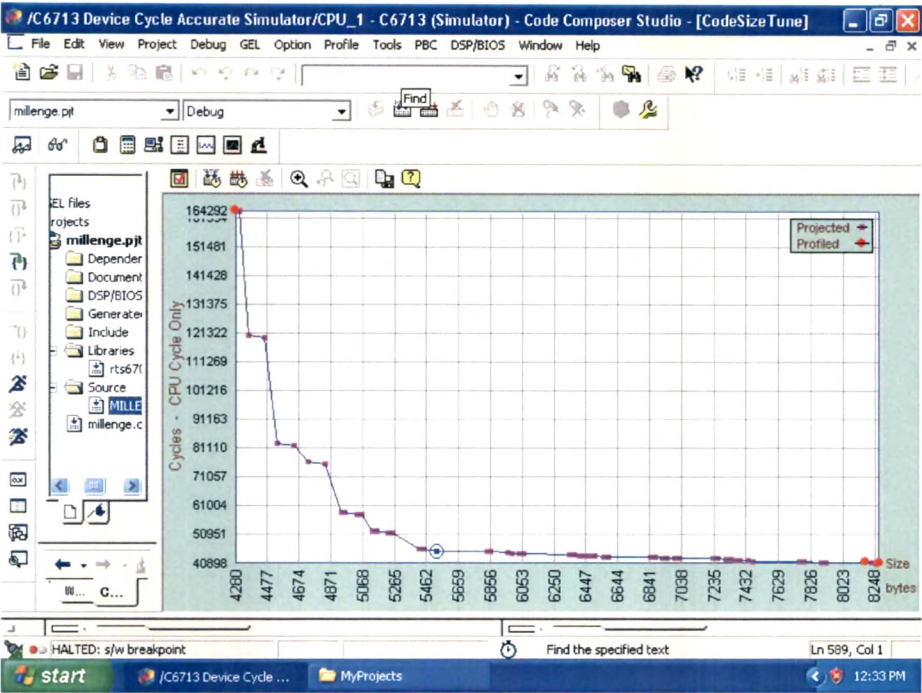 /C6713 Device Cycle Accurate Simulator/CPU_1 - C6713 (Simulator) - Code Composer Studio - [CodeSizeTune]
File Edit View Project Debug GEL Option Profile Tools PBC DSP/BIOS Window Help
millenge.pjt
Debug
Find
GEL files
rojects
millenge.pjt
Depender
Document
DSP/BIOS
Generate
Include
Libraries
rts67(
Source
MILLE
millenge.c
W...
C...
Cycles - CPU Cycle Only
164292
151481
141428
131375
121322
111269
101216
91163
81110
71057
61004
50951
40898
Projected
Profiled
4280 4477 4674 4871 5068 5265 5462 5659 5856 6053 6250 6447 6644 6841 7038 7235 7432 7629 7826 8023 8248
Size
bytes
HALTED: s/w breakpoint
Find the specified text
Ln 589, Col 1
start
/C6713 Device Cycle ...
MyProjects
12:33 PM